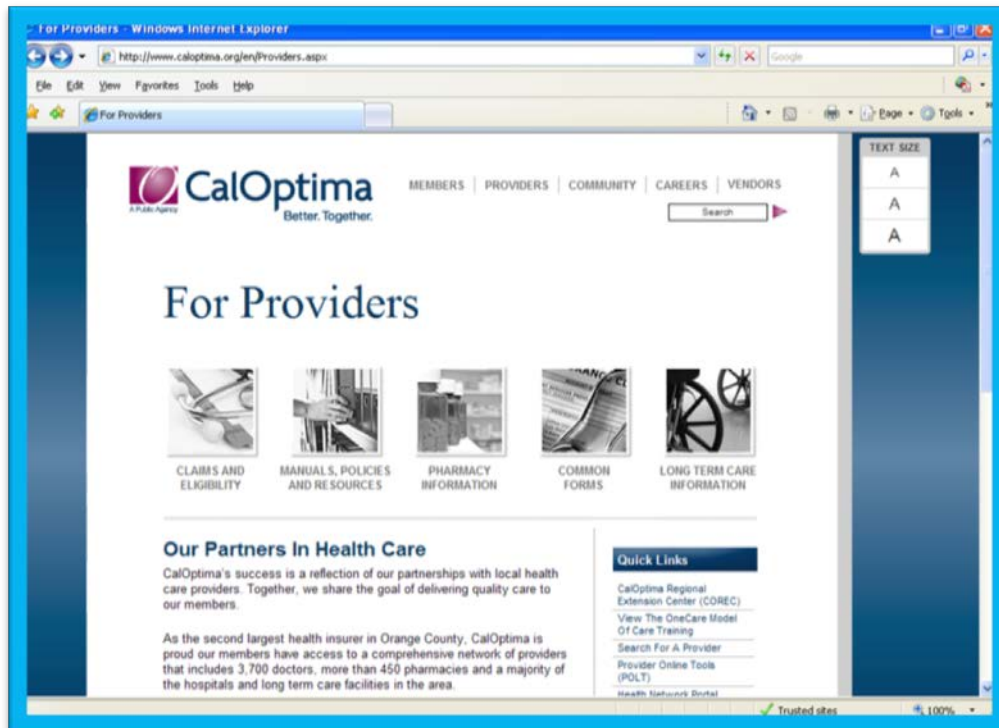 For Providers - Windows Internet Explorer
http://www.caloptima.org/en/Providers.aspx
Google
File Edit View Favorites Tools Help
For Providers
Page Tools
TEXT SIZE
A
A
A
CalOptima
A Public Agency
Better. Together.
MEMBERS PROVIDERS COMMUNITY CAREERS VENDORS
Search
For Providers
CLAIMS AND
ELIGIBILITY
MANUALS, POLICIES
AND RESOURCES
PHARMACY
INFORMATION
COMMON
FORMS
LONG TERM CARE
INFORMATION
Our Partners In Health Care
CalOptima's success is a reflection of our partnerships with local health
care providers. Together, we share the goal of delivering quality care to
our members.
As the second largest health insurer in Orange County, CalOptima is
proud our members have access to a comprehensive network of providers
that includes 3,700 doctors, more than 450 pharmacies and a majority of
the hospitals and long term care facilities in the area.
Quick Links
CalOptima Regional
Extension Center (COREC)
View The OneCare Model
Of Care Training
Search For A Provider
Provider Online Tools
(POLT)
Health Network Portal
Trusted sites
100%